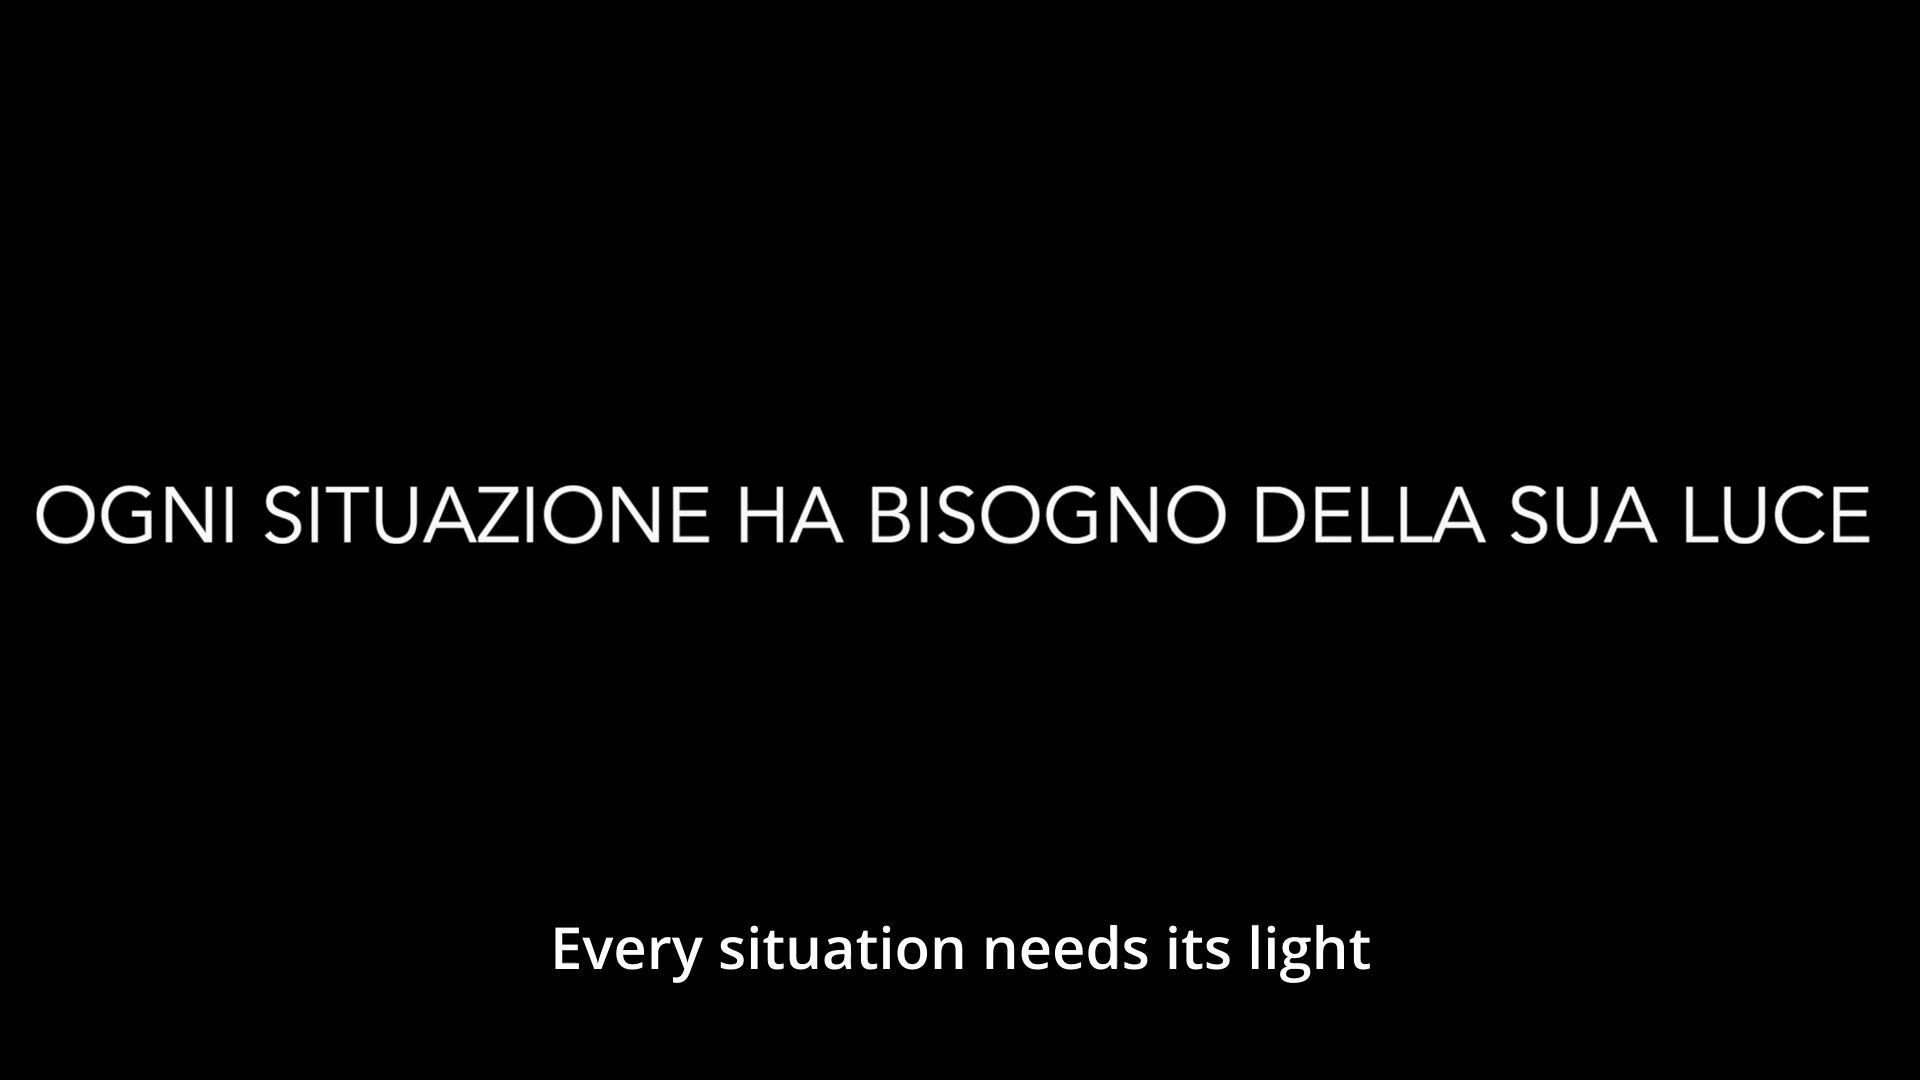 OGNI SITUAZIONE HA BISOGNO DELLA SUA LUCE
Every situation needs its light